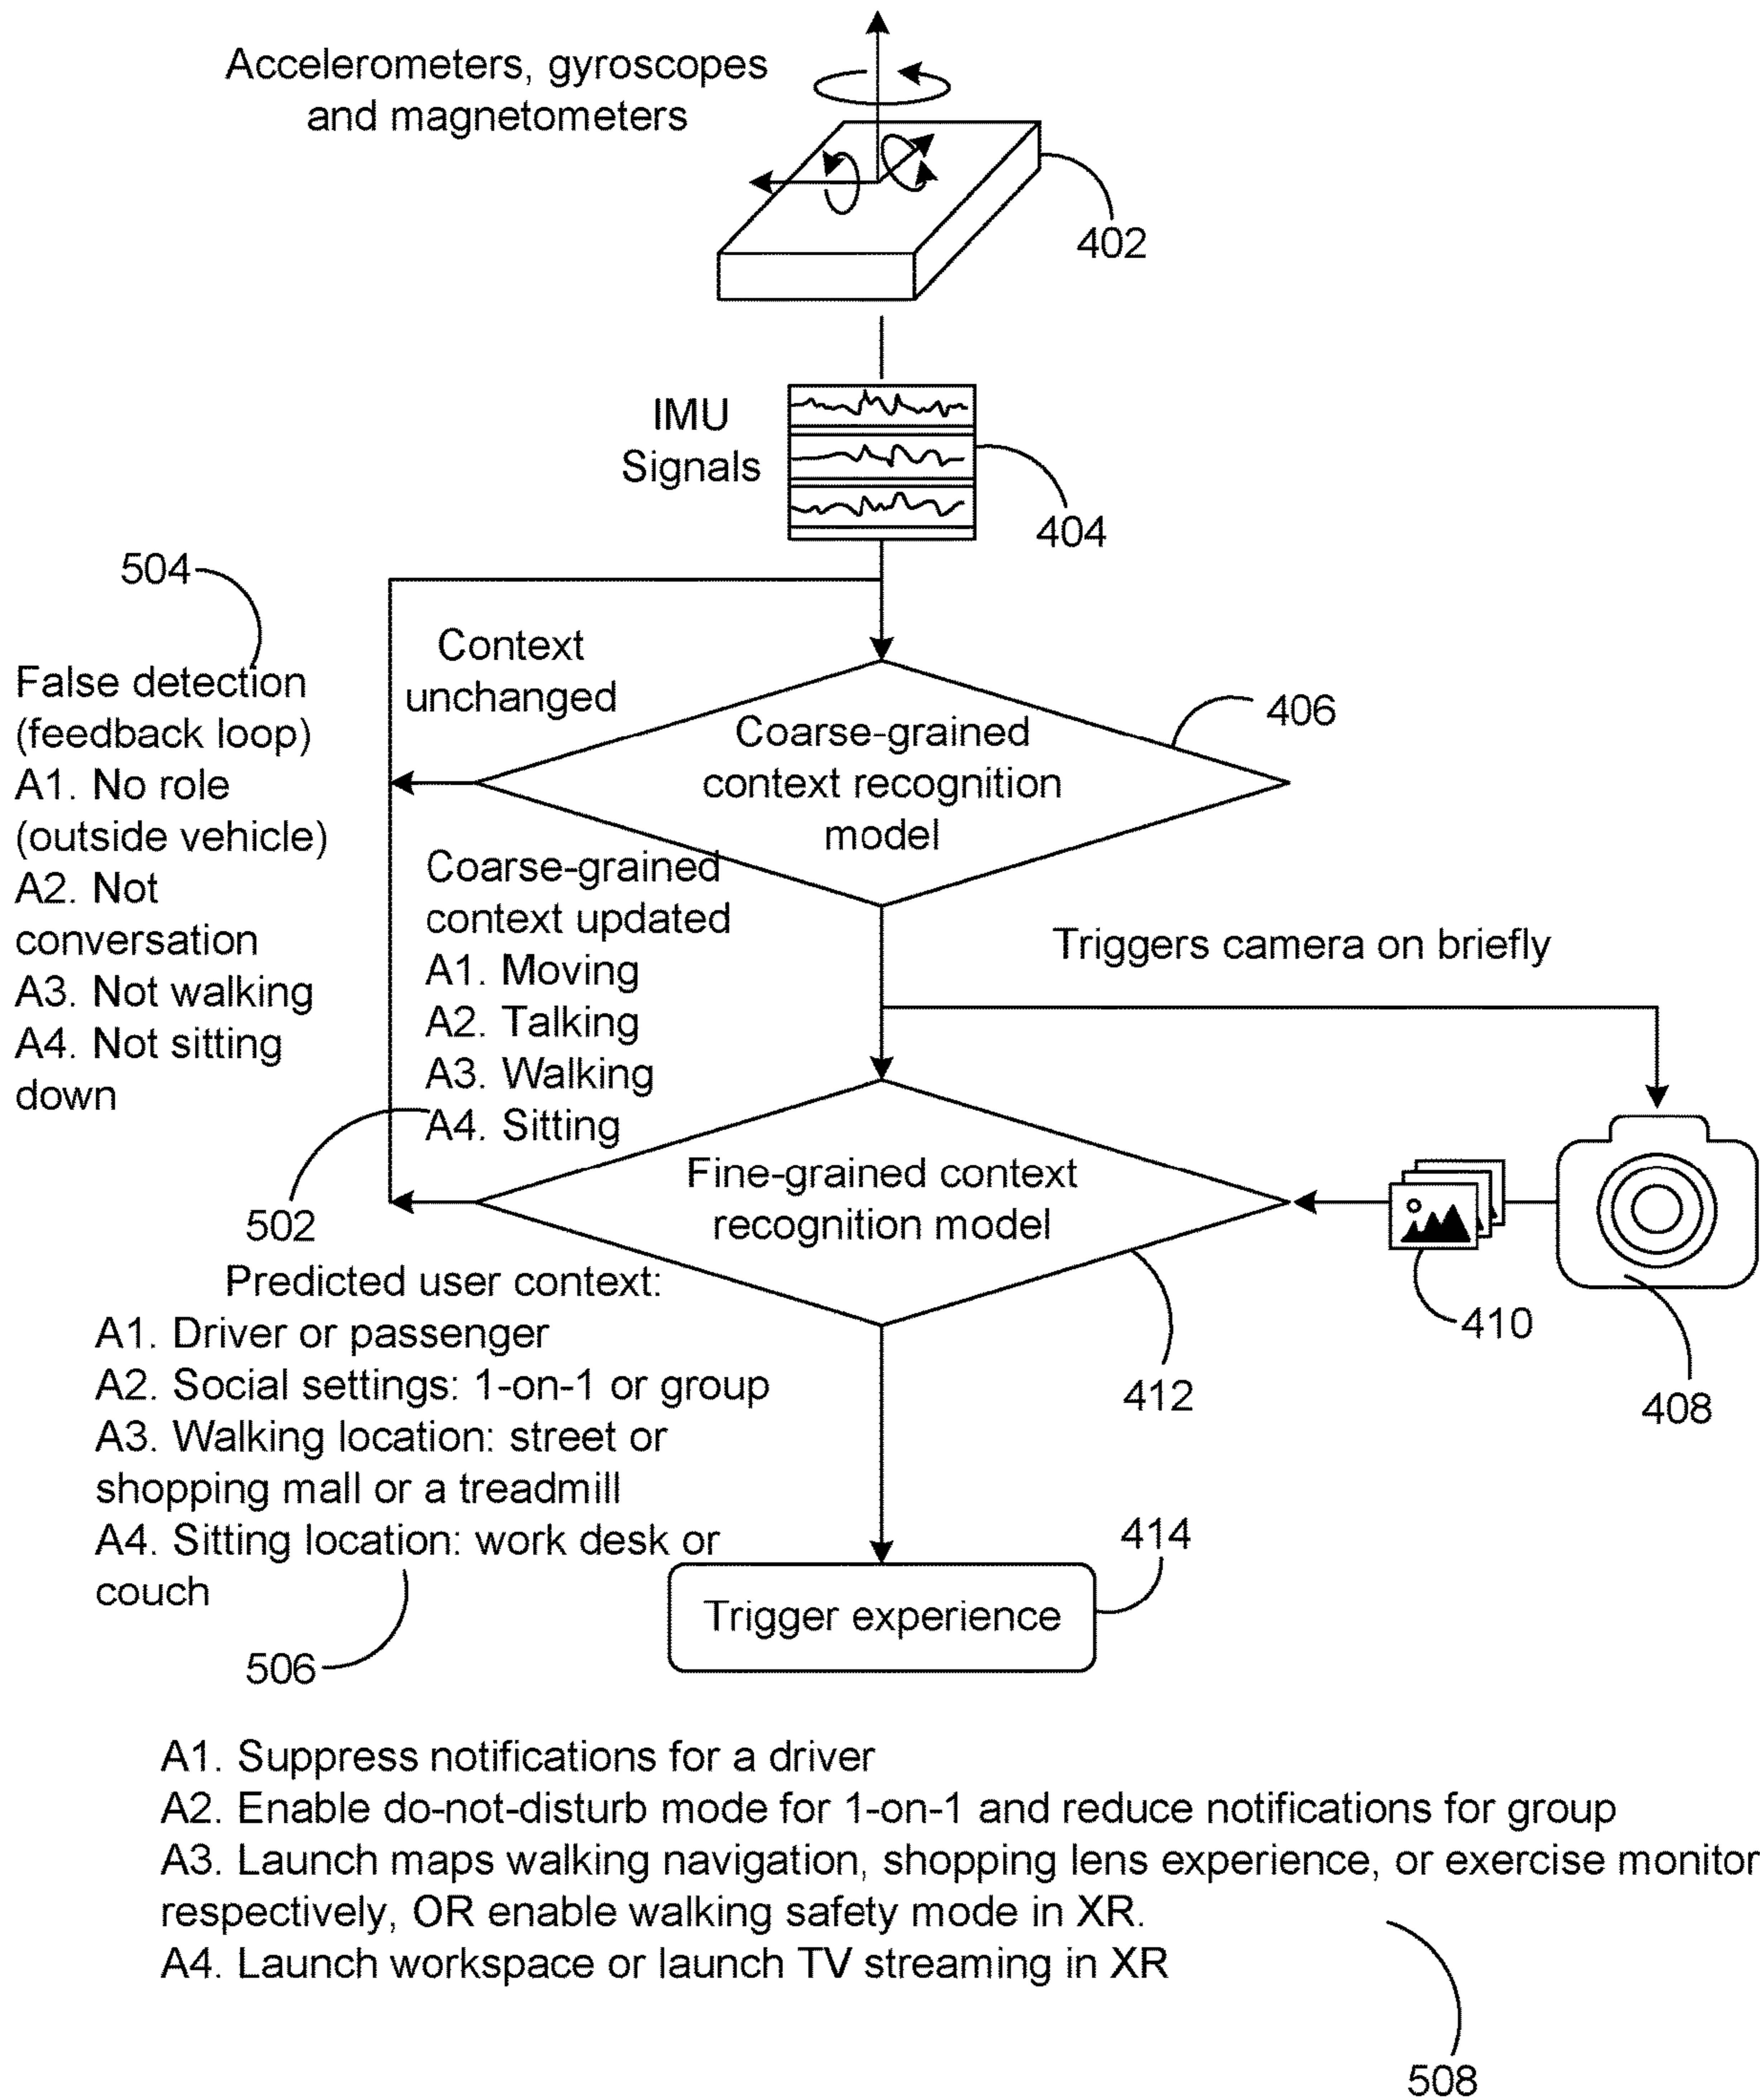 Accelerometers, gyroscopes
and magnetometers
402
IMU
Signals
404
504
False detection
(feedback loop)
A1. No role
(outside vehicle)
A2. Not
conversation
A3. Not walking
A4. Not sitting
down
Context
unchanged
Coarse-grained
context recognition
model
406
Coarse-grained
context updated
A1. Moving
A2. Talking
A3. Walking
A4. Sitting
502
Triggers camera on briefly
Fine-grained context
recognition model
410
408
412
Predicted user context:
A1. Driver or passenger
A2. Social settings: 1-on-1 or group
A3. Walking location: street or
shopping mall or a treadmill
A4. Sitting location: work desk or
couch
506
Trigger experience
414
A1. Suppress notifications for a driver
A2. Enable do-not-disturb mode for 1-on-1 and reduce notifications for group
A3. Launch maps walking navigation, shopping lens experience, or exercise monitor
respectively, OR enable walking safety mode in XR.
A4. Launch workspace or launch TV streaming in XR
508